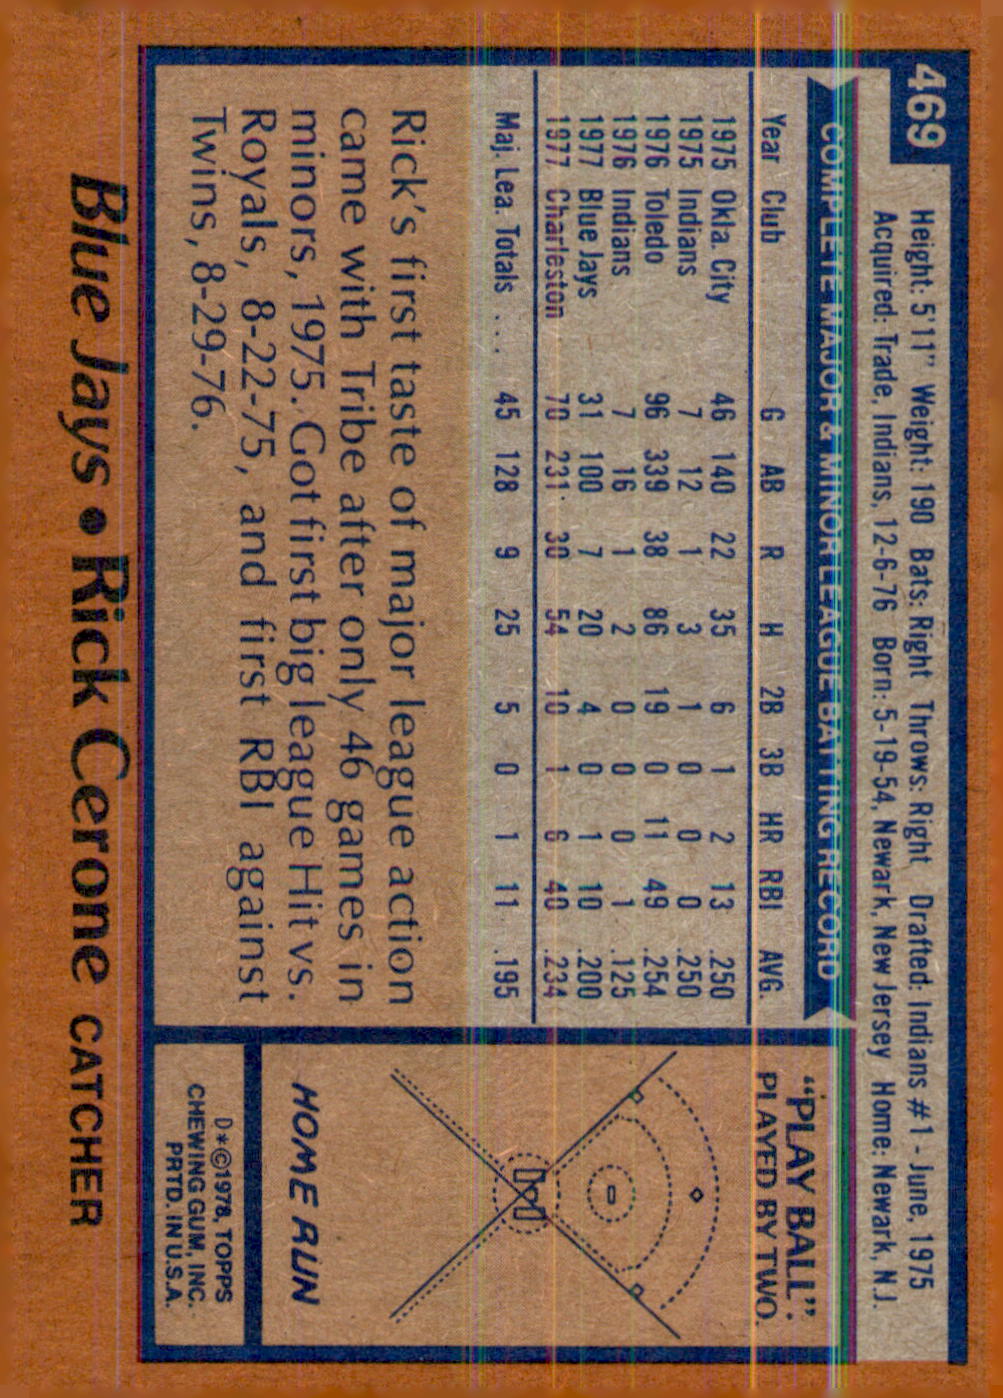 469
Height: 5'11" Weight: 190 Bats: Right Throws: Right Drafted: Indians #1 - June, 1975
Acquired: Trade, Indians, 12-6-76 Born: 5-19-54, Newark, New Jersey Home: Newark, N.J.
COMPLETE MAJOR & MINOR LEAGUE BATTING RECORD
Year Club G AB R H 2B 3B HR RBI AVG.
1975 Okla. City 46 140 22 35 6 1 2 13 .250
1975 Indians 7 12 1 3 1 0 0 0 .250
1976 Toledo 96 339 38 86 19 0 11 49 .254
1976 Indians 7 16 1 2 0 0 0 1 .125
1977 Blue Jays 31 100 7 20 4 0 1 10 .200
1977 Charleston 70 231 30 54 10 1 6 40 .234
Maj. Lea. Totals ... 45 128 9 25 5 0 1 11 .195
Rick's first taste of major league action
came with Tribe after only 46 games in
minors, 1975. Got first big league Hit vs.
Royals, 8-22-75, and first RBI against
Twins, 8-29-76.
"PLAY BALL".
PLAYED BY TWO.
HOME RUN
D*©1978, TOPPS
CHEWING GUM, INC.
PRTD. IN U.S.A.
Blue Jays • Rick Cerone CATCHER